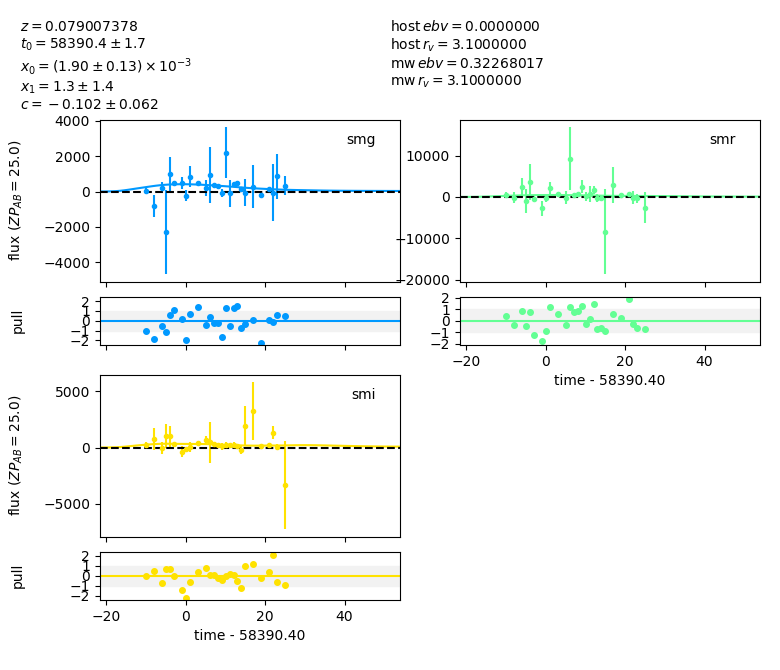 z = 0.079007378
t₀ = 58390.4 ± 1.7
x₀ = (1.90 ± 0.13) × 10⁻³
x₁ = 1.3 ± 1.4
c = −0.102 ± 0.062
host ebv = 0.0000000
host r_v = 3.1000000
mw ebv = 0.32268017
mw r_v = 3.1000000
smg
4000
2000
0
−2000
−4000
flux (ZP_AB = 25.0)
smr
10000
0
−10000
−20000
2
1
0
−1
−2
pull
2
1
0
−1
−2
−20 0 20 40
time - 58390.40
smi
5000
0
−5000
flux (ZP_AB = 25.0)
2
1
0
−1
−2
pull
−20 0 20 40
time - 58390.40